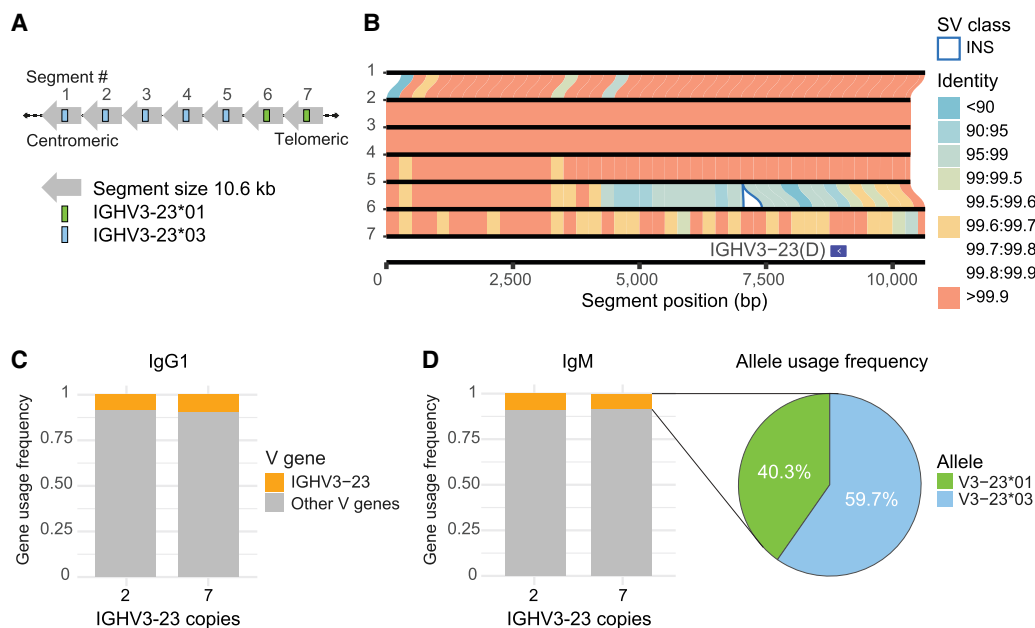 A
Segment #
1 2 3 4 5 6 7
Centromeric
Telomeric
Segment size 10.6 kb
IGHV3-23*01
IGHV3-23*03
B
1
2
3
4
5
6
7
IGHV3−23(D)
<
0 2,500 5,000 7,500 10,000
Segment position (bp)
SV class
INS
Identity
<90
90:95
95:99
99:99.5
99.5:99.6
99.6:99.7
99.7:99.8
99.8:99.9
>99.9
C
IgG1
Gene usage frequency
1
0.75
0.50
0.25
0
2 7
IGHV3-23 copies
V gene
IGHV3−23
Other V genes
D
IgM
Gene usage frequency
1
0.75
0.50
0.25
0
2 7
IGHV3-23 copies
Allele usage frequency
40.3%
59.7%
Allele
V3−23*01
V3−23*03